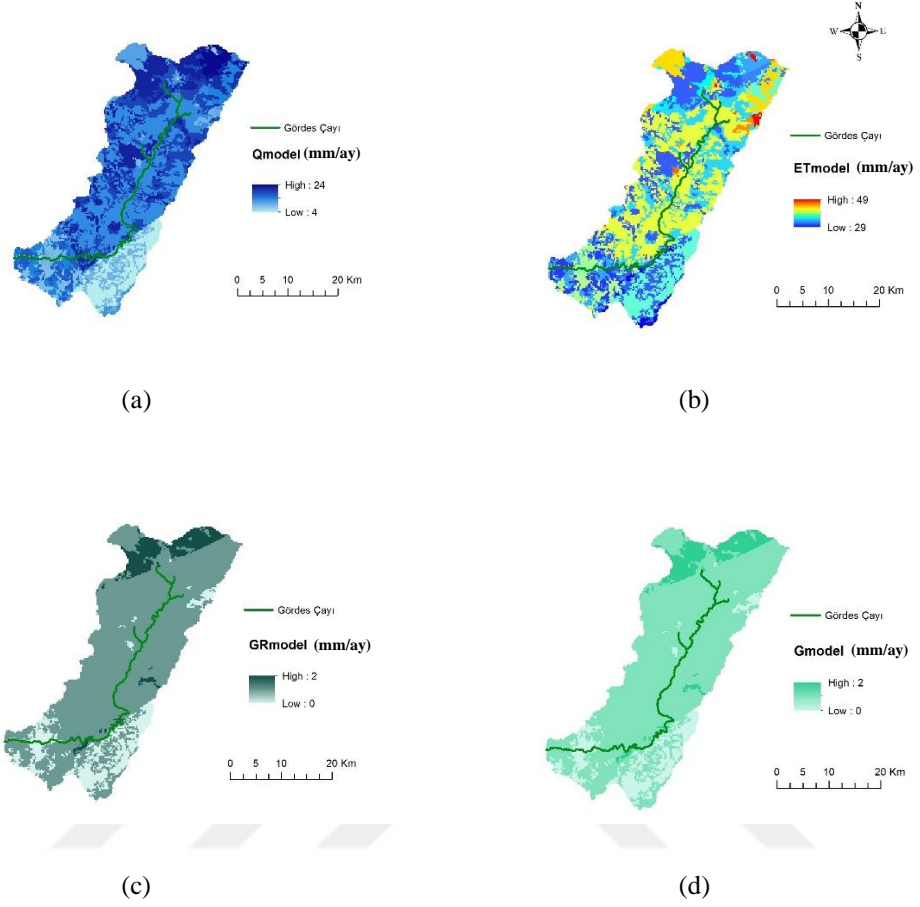 N
W E
S
Gördes Çayı
Qmodel (mm/ay)
High : 24
Low : 4
0 5 10 20 Km
(a)
Gördes Çayı
ETmodel (mm/ay)
High : 49
Low : 29
0 5 10 20 Km
(b)
Gördes Çayı
GRmodel (mm/ay)
High : 2
Low : 0
0 5 10 20 Km
(c)
Gördes Çayı
Gmodel (mm/ay)
High : 2
Low : 0
0 5 10 20 Km
(d)